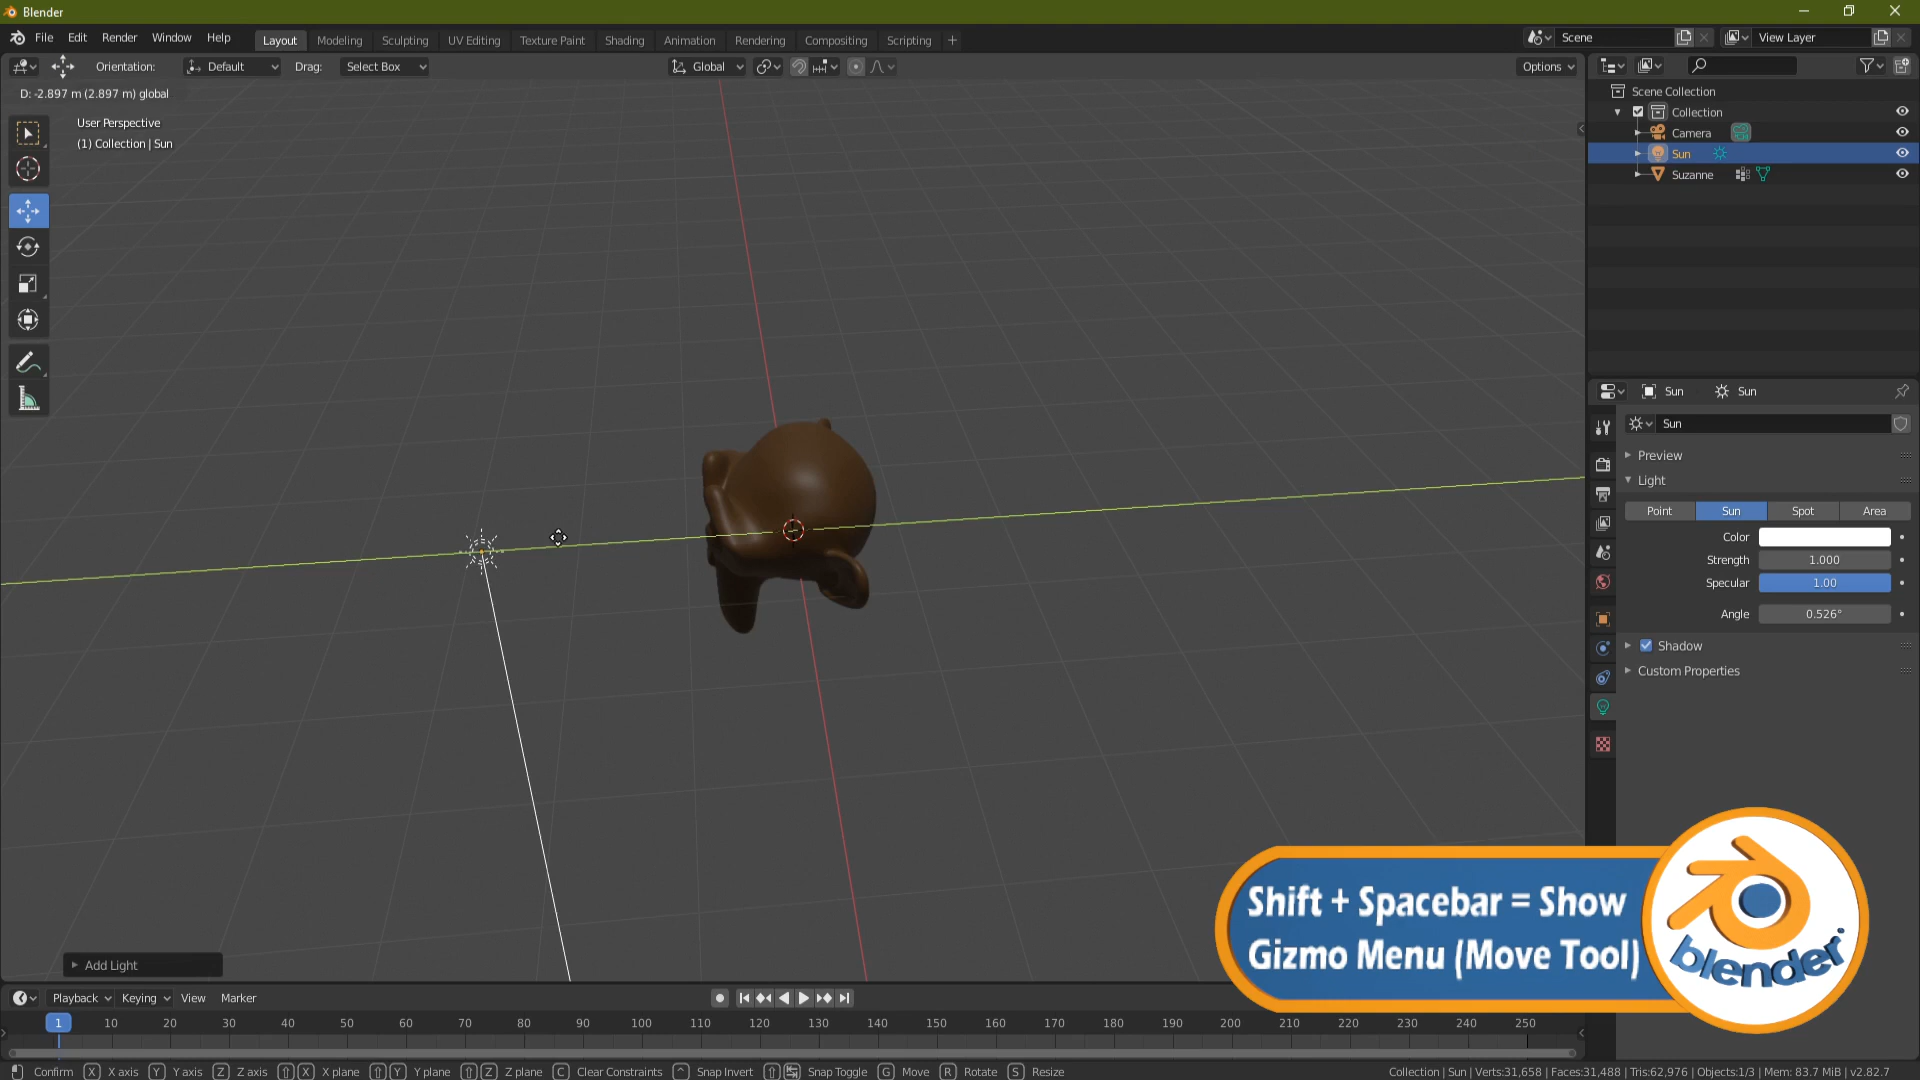 Blender
File Edit Render Window Help Layout Modeling Sculpting UV Editing Texture Paint Shading Animation Rendering Compositing Scripting + Scene View Layer
Orientation: Default Drag: Select Box Global Options
D: -2.897 m (2.897 m) global
User Perspective
(1) Collection | Sun
Scene Collection
Collection
Camera
Sun
Suzanne
Sun Sun
Sun
Preview
Light
Point Sun Spot Area
Color
Strength 1.000
Specular 1.00
Angle 0.526°
Shadow
Custom Properties
Shift + Spacebar = Show
Gizmo Menu (Move Tool)
blender
Add Light
Playback Keying View Marker
1 10 20 30 40 50 60 70 80 90 100 110 120 130 140 150 160 170 180 190 200 210 220 230 240 250
Confirm X X axis Y Y axis Z Z axis X X plane Y Y plane Z Z plane C Clear Constraints ^ Snap Invert Snap Toggle G Move R Rotate S Resize Collection | Sun | Verts:31,658 | Faces:31,488 | Tris:62,976 | Objects:1/3 | Mem: 83.7 MiB | v2.82.7